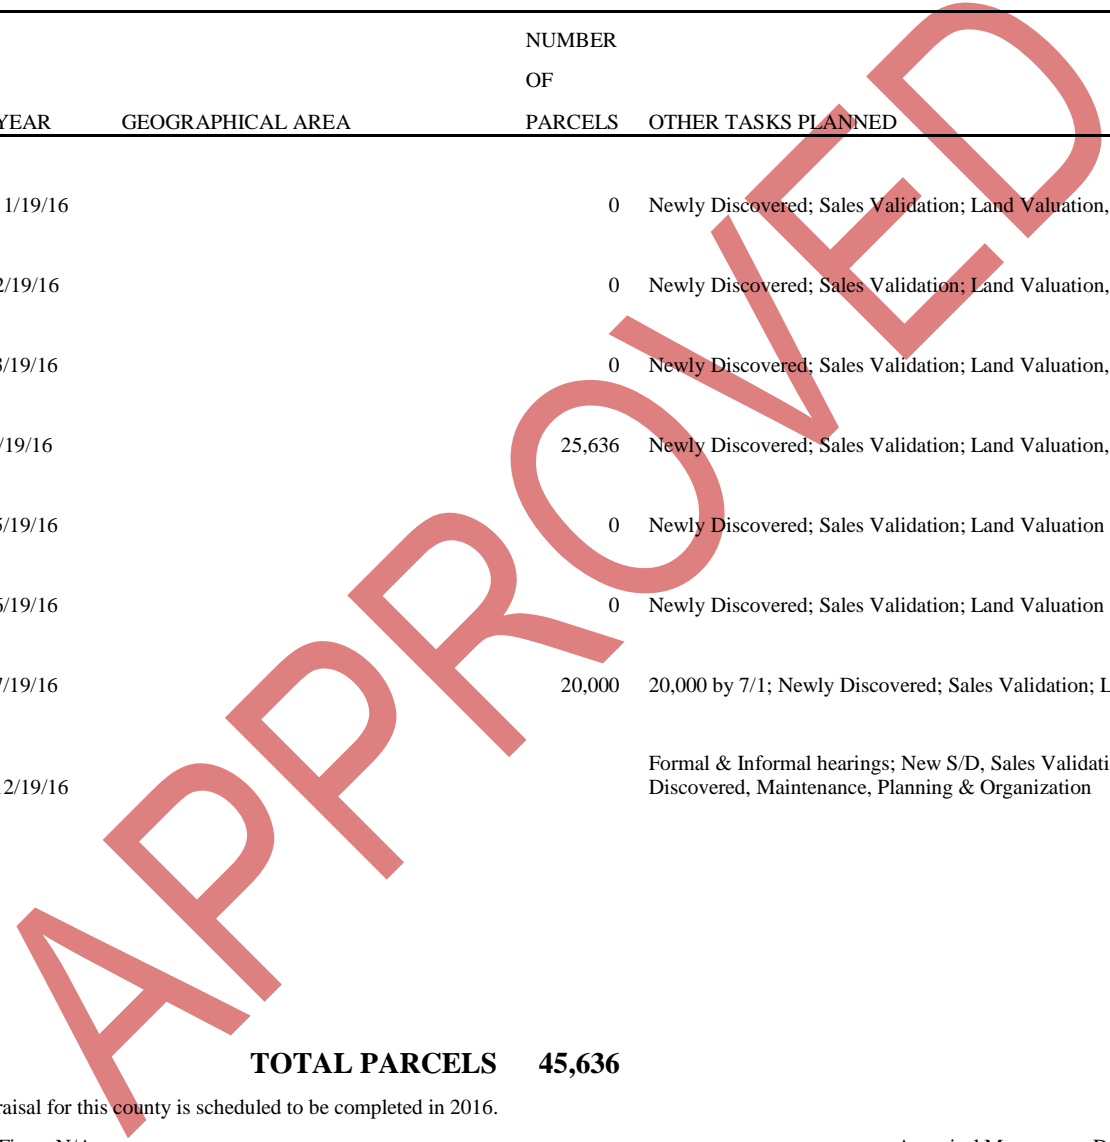 NUMBER
OF
YEAR GEOGRAPHICAL AREA PARCELS OTHER TASKS PLANNED
1/19/16 0 Newly Discovered; Sales Validation; Land Valuation,
2/19/16 0 Newly Discovered; Sales Validation; Land Valuation,
3/19/16 0 Newly Discovered; Sales Validation; Land Valuation,
/19/16 25,636 Newly Discovered; Sales Validation; Land Valuation,
5/19/16 0 Newly Discovered; Sales Validation; Land Valuation
6/19/16 0 Newly Discovered; Sales Validation; Land Valuation
7/19/16 20,000 20,000 by 7/1; Newly Discovered; Sales Validation; L
Formal & Informal hearings; New S/D, Sales Validati
12/19/16 Discovered, Maintenance, Planning & Organization
APPROVED
TOTAL PARCELS 45,636
raisal for this county is scheduled to be completed in 2016.